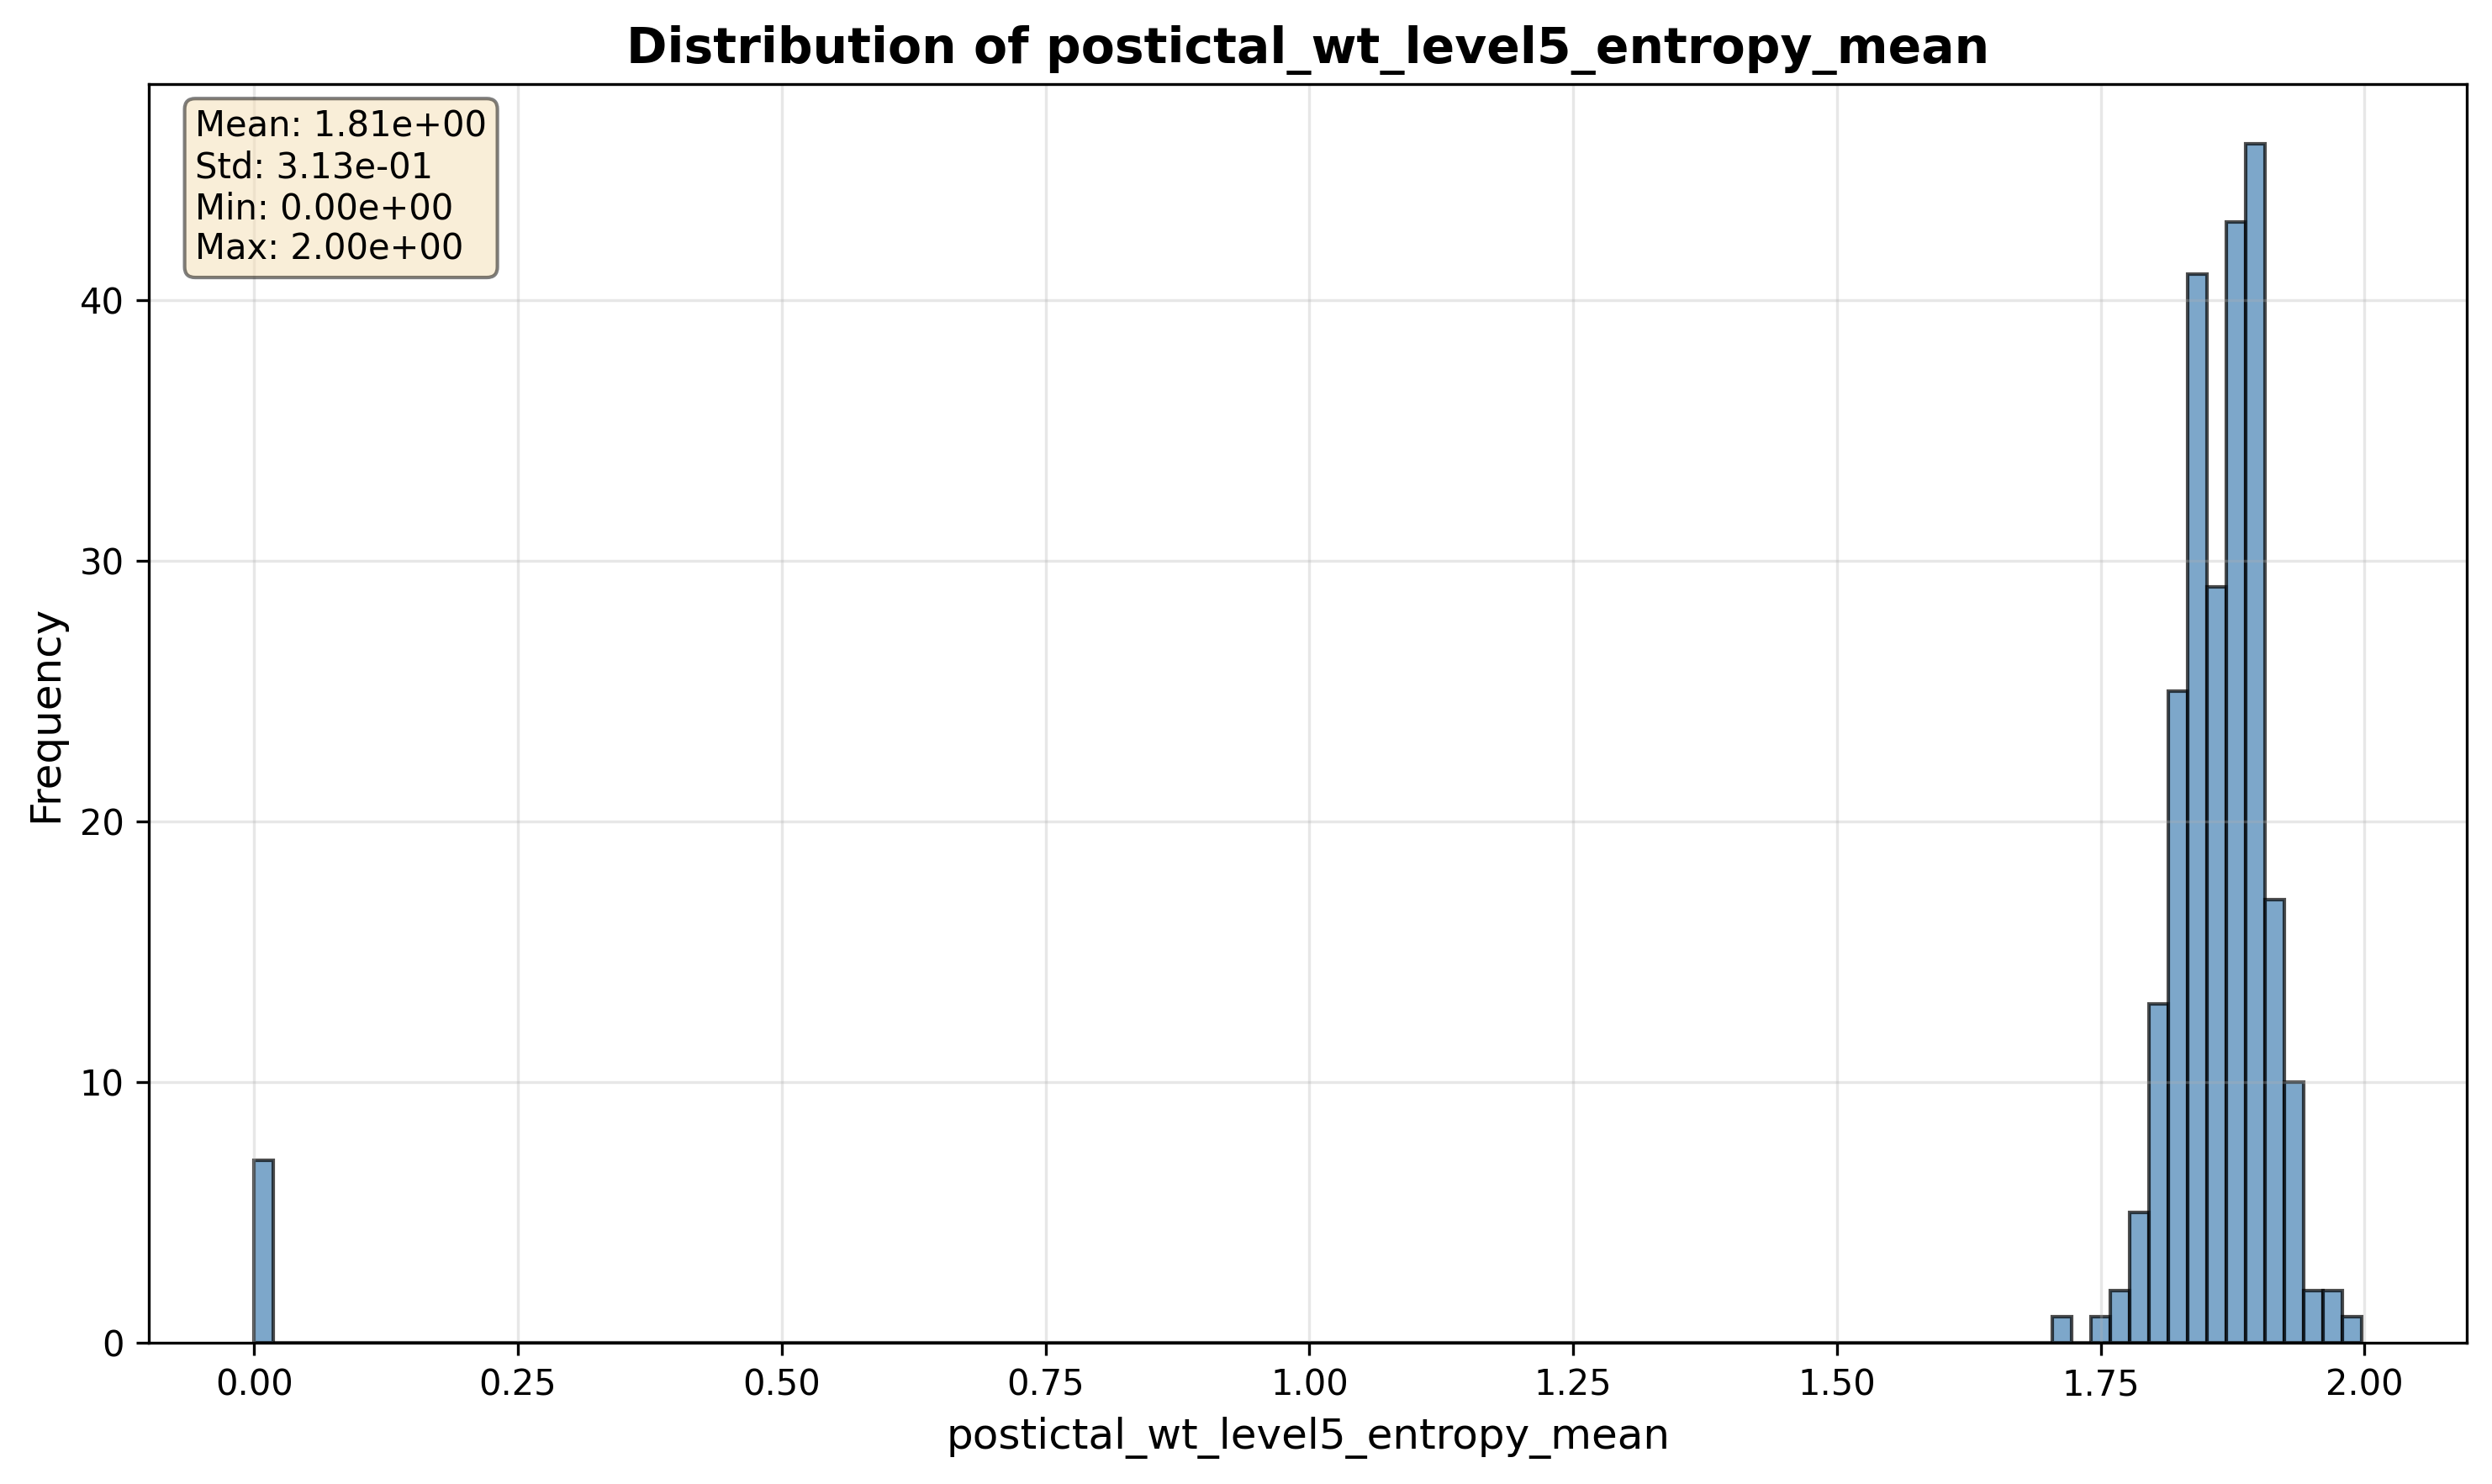 Distribution of postictal_wt_level5_entropy_mean
Mean: 1.81e+00
Std: 3.13e-01
Min: 0.00e+00
Max: 2.00e+00
Frequency
40
30
20
10
0
0.00 0.25 0.50 0.75 1.00 1.25 1.50 1.75 2.00
postictal_wt_level5_entropy_mean